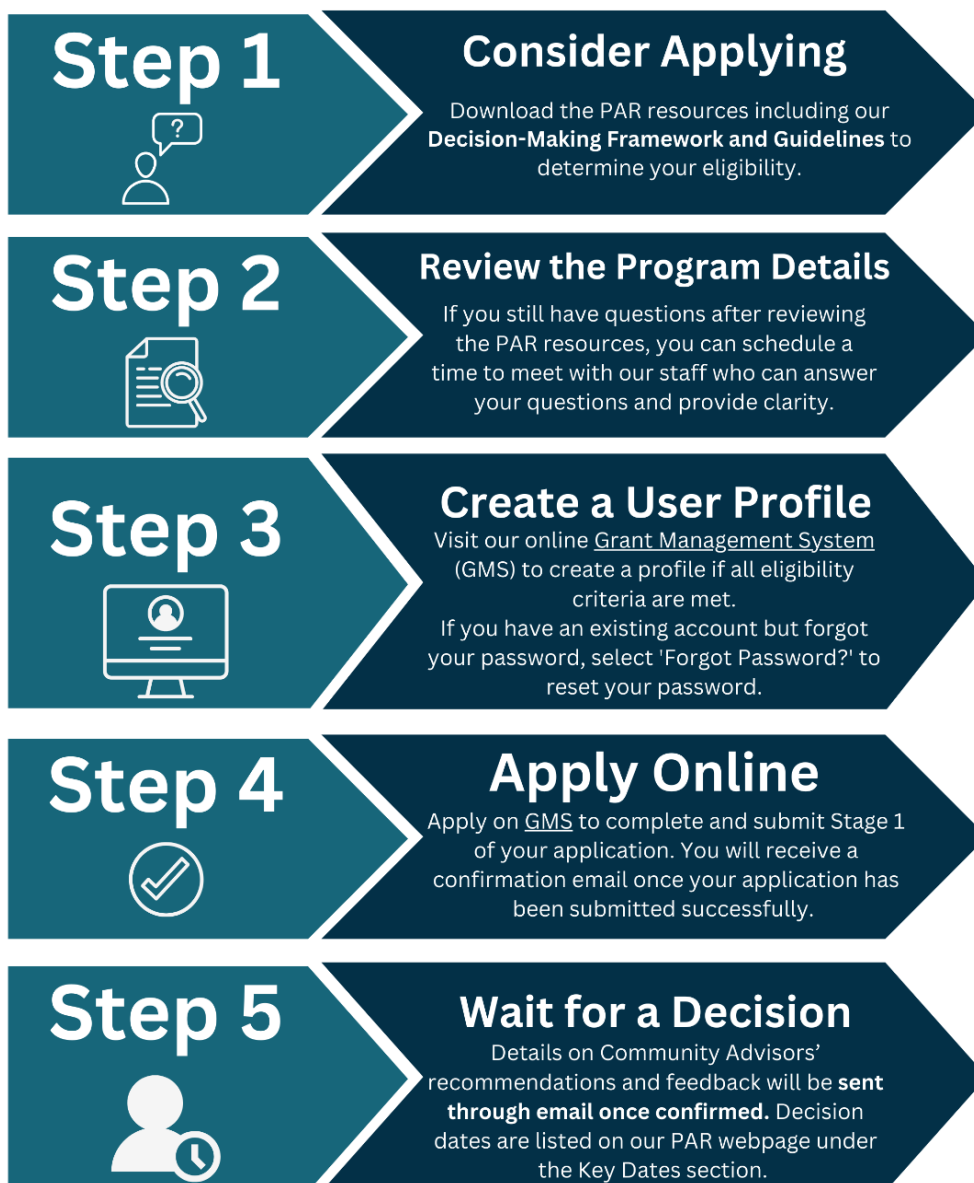 Step 1
?
Consider Applying
Download the PAR resources including our
Decision-Making Framework and Guidelines to
determine your eligibility.
Step 2
Review the Program Details
If you still have questions after reviewing
the PAR resources, you can schedule a
time to meet with our staff who can answer
your questions and provide clarity.
Step 3
Create a User Profile
Visit our online Grant Management System
(GMS) to create a profile if all eligibility
criteria are met.
If you have an existing account but forgot
your password, select 'Forgot Password?' to
reset your password.
Step 4
Apply Online
Apply on GMS to complete and submit Stage 1
of your application. You will receive a
confirmation email once your application has
been submitted successfully.
Step 5
Wait for a Decision
Details on Community Advisors’
recommendations and feedback will be sent
through email once confirmed. Decision
dates are listed on our PAR webpage under
the Key Dates section.